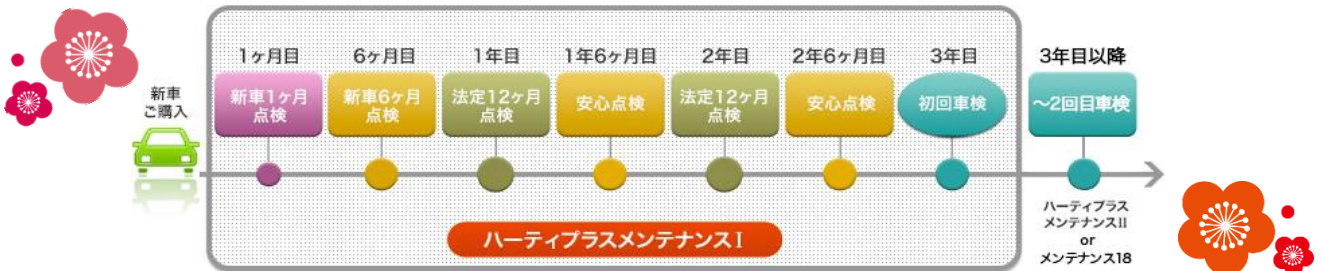 新車
ご購入
1ヶ月目
新車1ヶ月
点検
6ヶ月目
新車6ヶ月
点検
1年目
法定12ヶ月
点検
1年6ヶ月目
安心点検
2年目
法定12ヶ月
点検
2年6ヶ月目
安心点検
3年目
初回車検
3年目以降
～2回目車検
ハーティプラスメンテナンスI
ハーティプラス
メンテナンスII
or
メンテナンス18